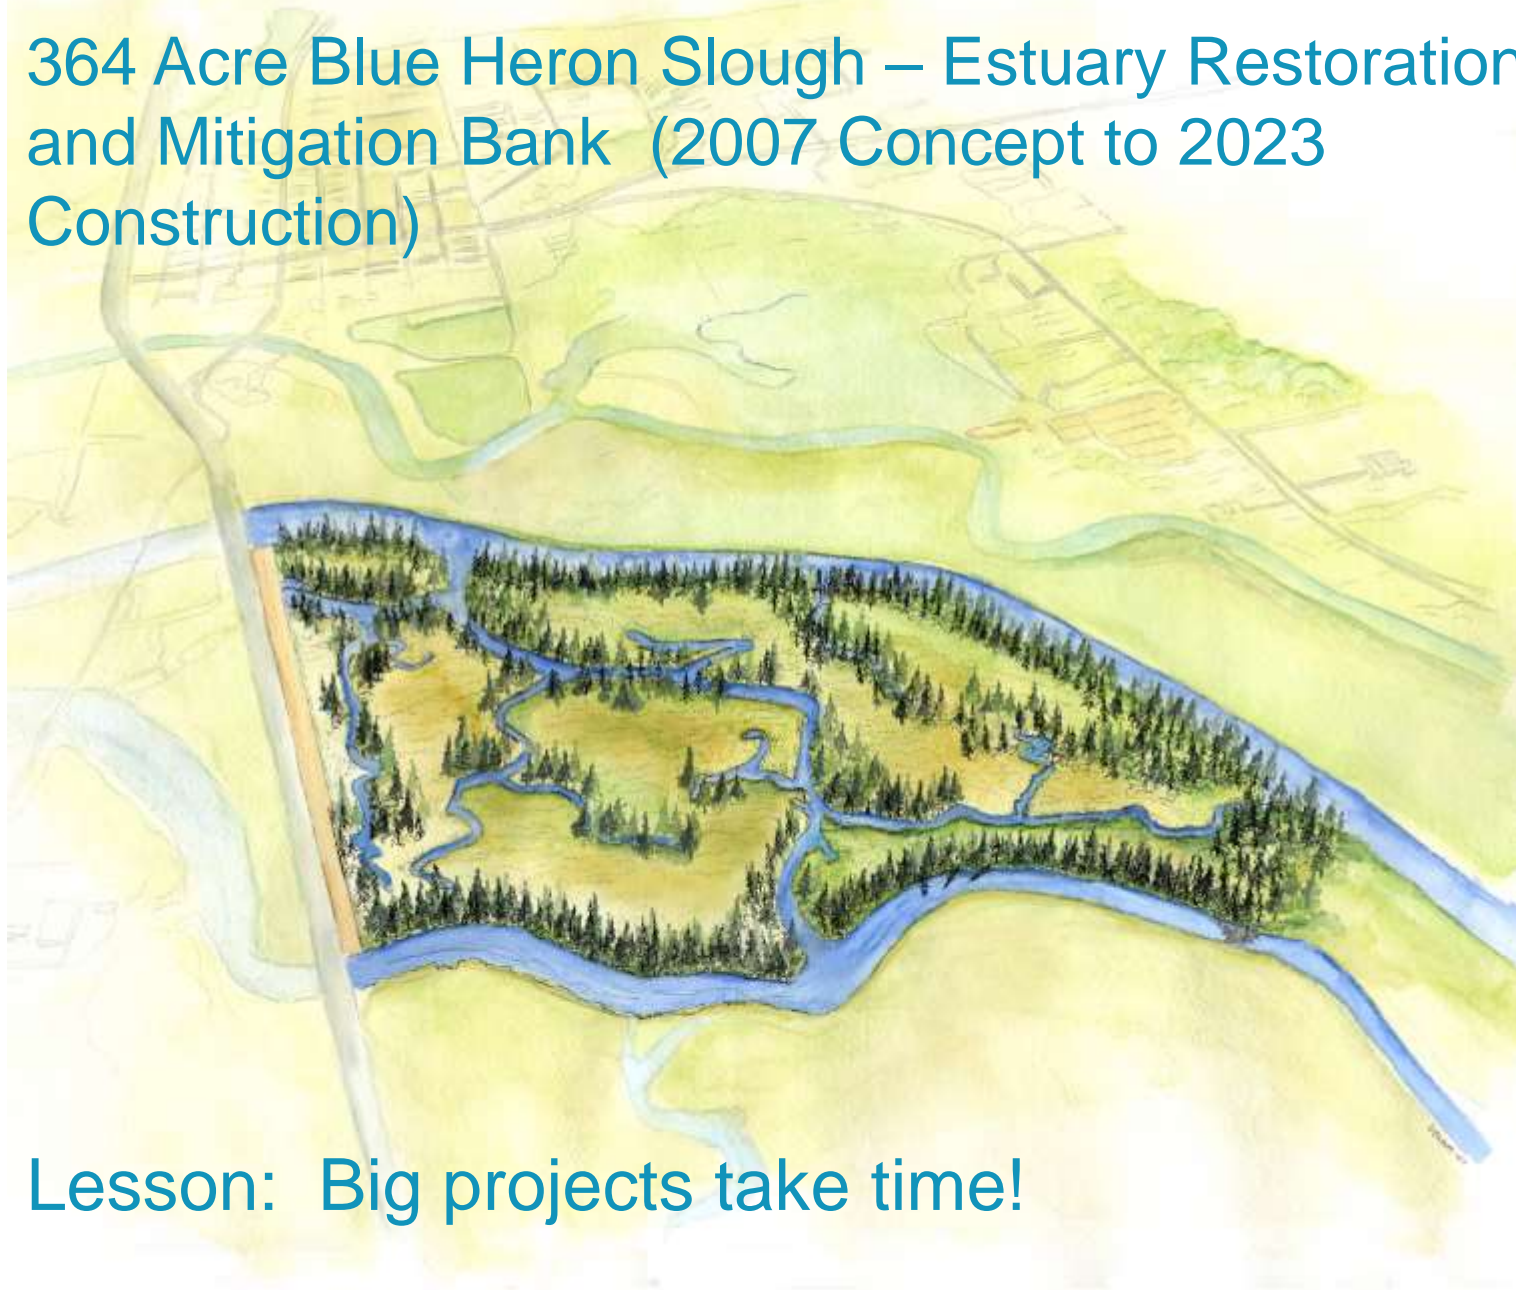 364 Acre Blue Heron Slough – Estuary Restoration
and Mitigation Bank (2007 Concept to 2023
Construction)
Lesson: Big projects take time!